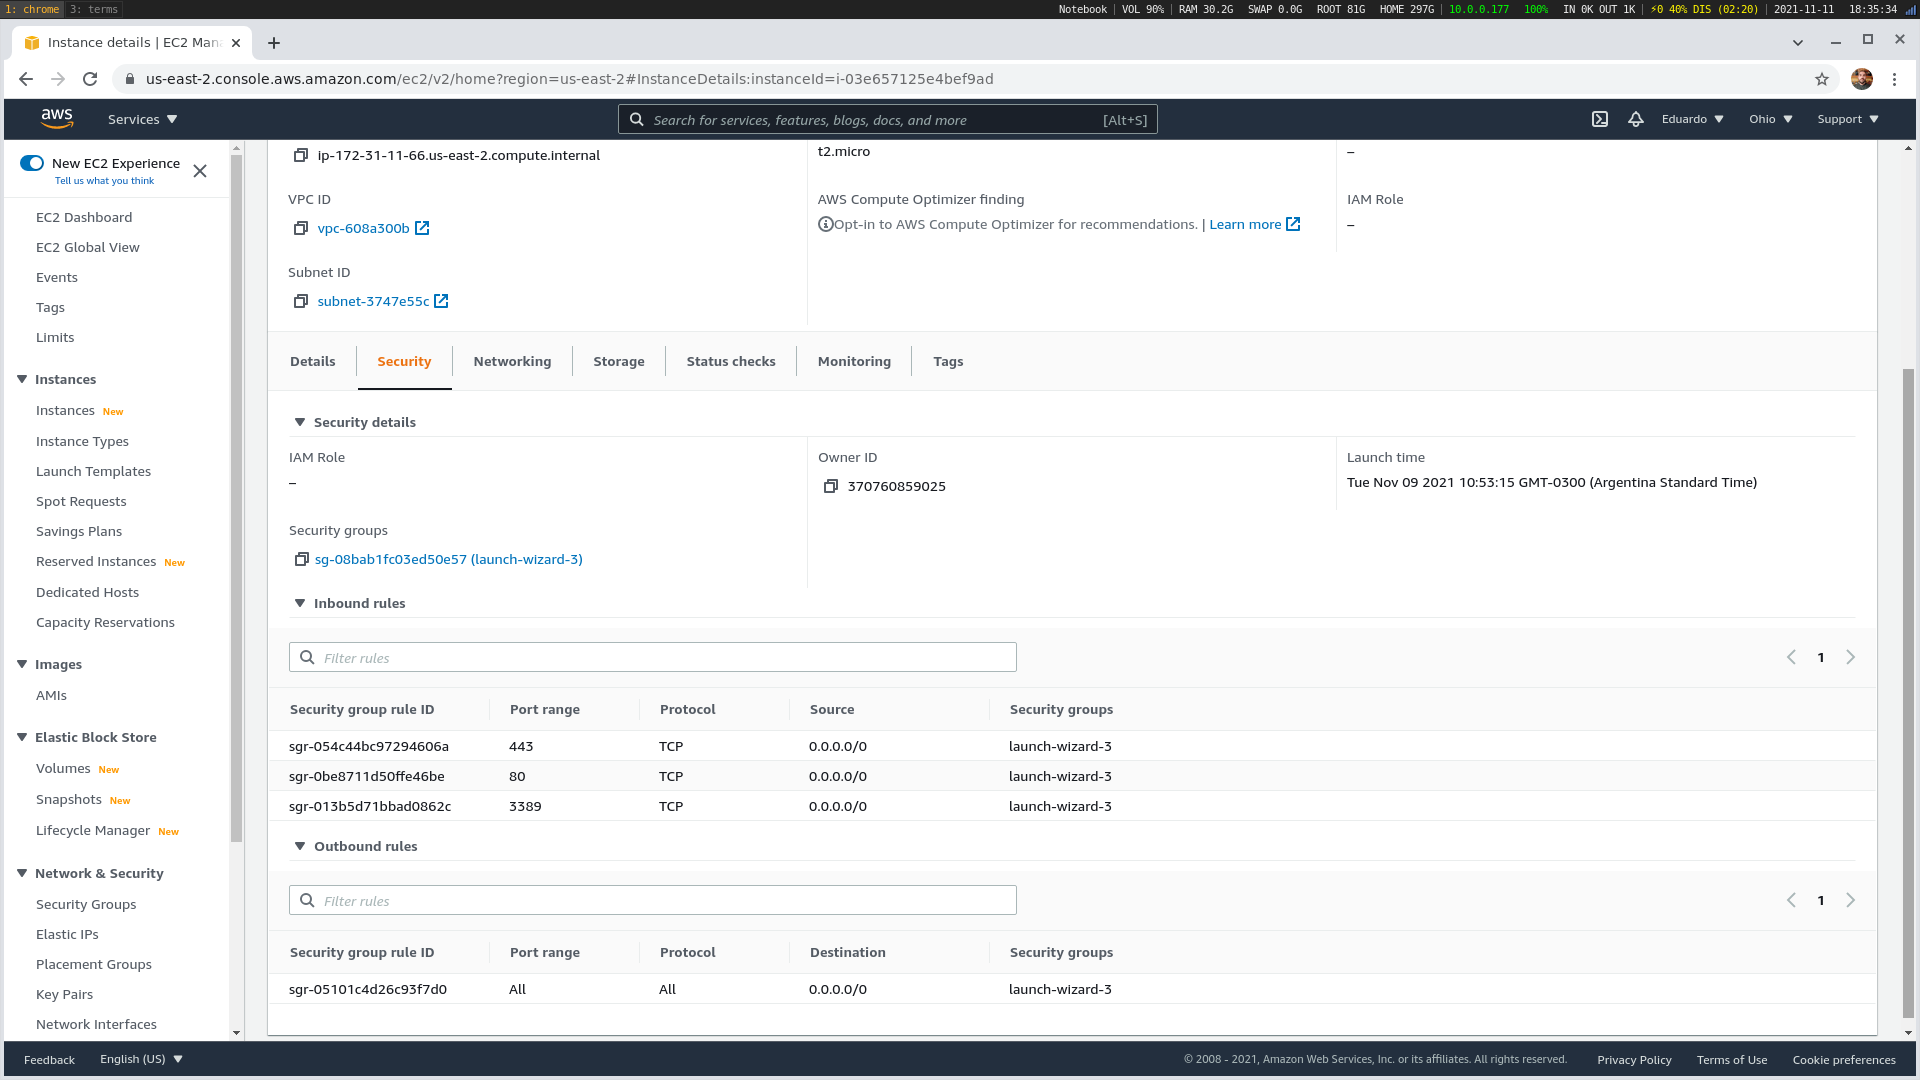 1: chrome 3: terms Notebook VOL 90% RAM 30.2G SWAP 0.0G ROOT 81G HOME 297G 10.0.0.177 100% IN 0K OUT 1K ⚡0 40% DIS (02:20) 2021-11-11 18:35:34
Instance details | EC2 Man
us-east-2.console.aws.amazon.com/ec2/v2/home?region=us-east-2#InstanceDetails:instanceId=i-03e657125e4bef9ad
aws Services Search for services, features, blogs, docs, and more [Alt+S] Eduardo Ohio Support
New EC2 Experience
Tell us what you think
EC2 Dashboard
EC2 Global View
Events
Tags
Limits
Instances
Instances New
Instance Types
Launch Templates
Spot Requests
Savings Plans
Reserved Instances New
Dedicated Hosts
Capacity Reservations
Images
AMIs
Elastic Block Store
Volumes New
Snapshots New
Lifecycle Manager New
Network & Security
Security Groups
Elastic IPs
Placement Groups
Key Pairs
Network Interfaces
ip-172-31-11-66.us-east-2.compute.internal t2.micro –
VPC ID AWS Compute Optimizer finding IAM Role
vpc-608a300b Opt-in to AWS Compute Optimizer for recommendations. | Learn more –
Subnet ID
subnet-3747e55c
Details Security Networking Storage Status checks Monitoring Tags
Security details
IAM Role Owner ID Launch time
– 370760859025 Tue Nov 09 2021 10:53:15 GMT-0300 (Argentina Standard Time)
Security groups
sg-08bab1fc03ed50e57 (launch-wizard-3)
Inbound rules
Filter rules 1
Security group rule ID Port range Protocol Source Security groups
sgr-054c44bc97294606a 443 TCP 0.0.0.0/0 launch-wizard-3
sgr-0be8711d50ffe46be 80 TCP 0.0.0.0/0 launch-wizard-3
sgr-013b5d71bbad0862c 3389 TCP 0.0.0.0/0 launch-wizard-3
Outbound rules
Filter rules 1
Security group rule ID Port range Protocol Destination Security groups
sgr-05101c4d26c93f7d0 All All 0.0.0.0/0 launch-wizard-3
Feedback English (US) © 2008 - 2021, Amazon Web Services, Inc. or its affiliates. All rights reserved. Privacy Policy Terms of Use Cookie preferences